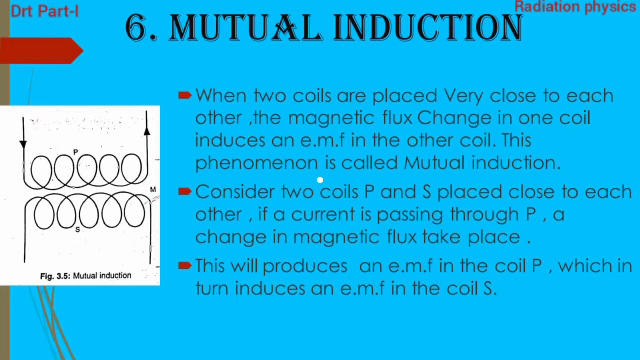 Drt Part-I
Radiation physics
6. MUTUAL INDUCTION
When two coils are placed Very close to each
other ,the magnetic flux Change in one coil
induces an e.m.f in the other coil. This
phenomenon is called Mutual induction.
Consider two coils P and S placed close to each
other , if a current is passing through P , a
change in magnetic flux take place .
This will produces an e.m.f in the coil P , which in
turn induces an e.m.f in the coil S.
P
M
S
Fig. 3.5: Mutual induction